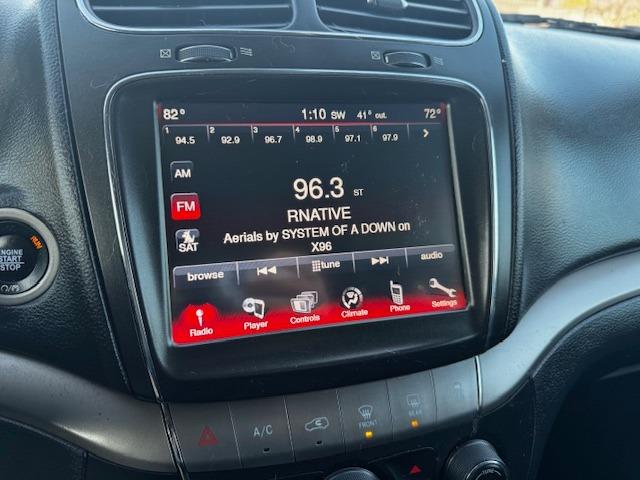 82° 1:10 SW 41° out. 72°
1 94.5 2 92.9 3 96.7 4 98.9 5 97.1 6 97.9 >
AM
96.3 ST
FM
RNATIVE
Aerials by SYSTEM OF A DOWN on
X96
SAT
browse tune audio
Radio Player Controls Climate Phone Settings
RUN
ENGINE
START
STOP
A/C FRONT REAR